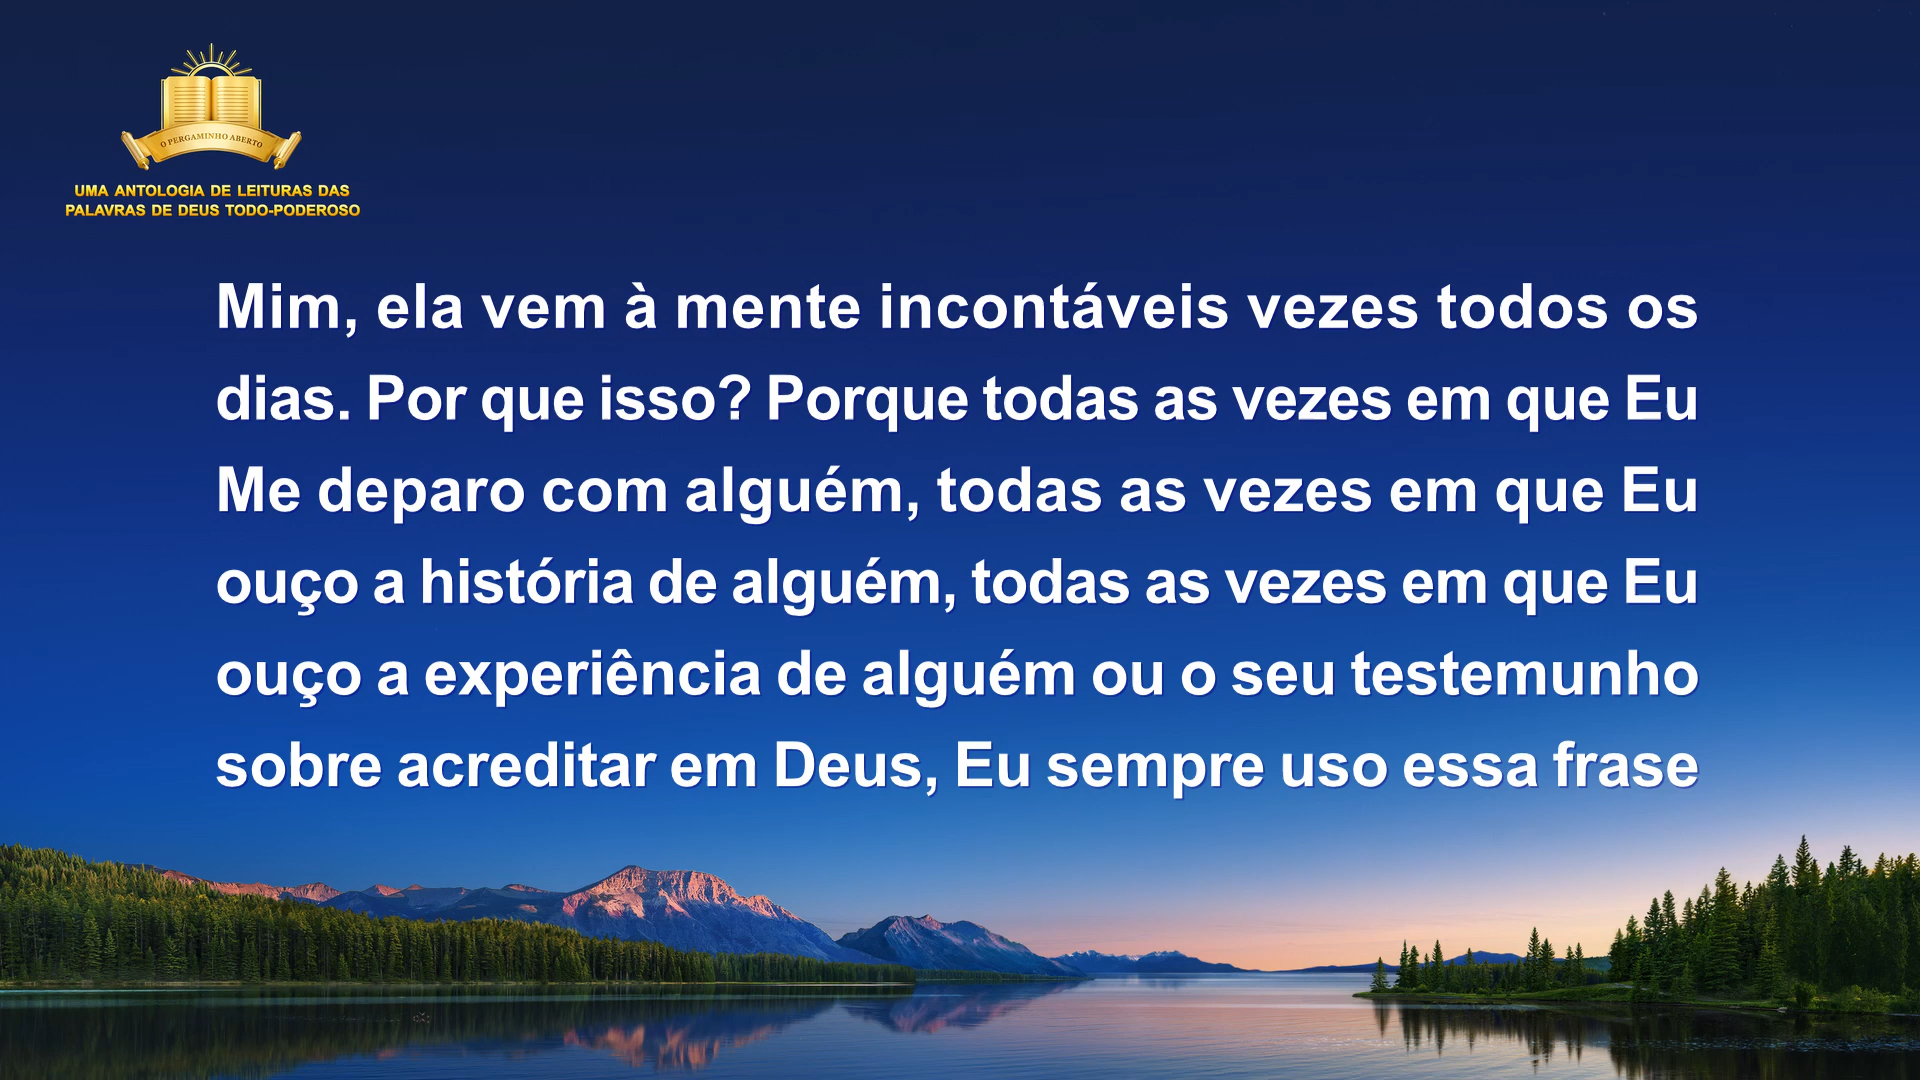 O PERGAMINHO ABERTO
UMA ANTOLOGIA DE LEITURAS DAS
PALAVRAS DE DEUS TODO-PODEROSO
Mim, ela vem à mente incontáveis vezes todos os
dias. Por que isso? Porque todas as vezes em que Eu
Me deparo com alguém, todas as vezes em que Eu
ouço a história de alguém, todas as vezes em que Eu
ouço a experiência de alguém ou o seu testemunho
sobre acreditar em Deus, Eu sempre uso essa frase